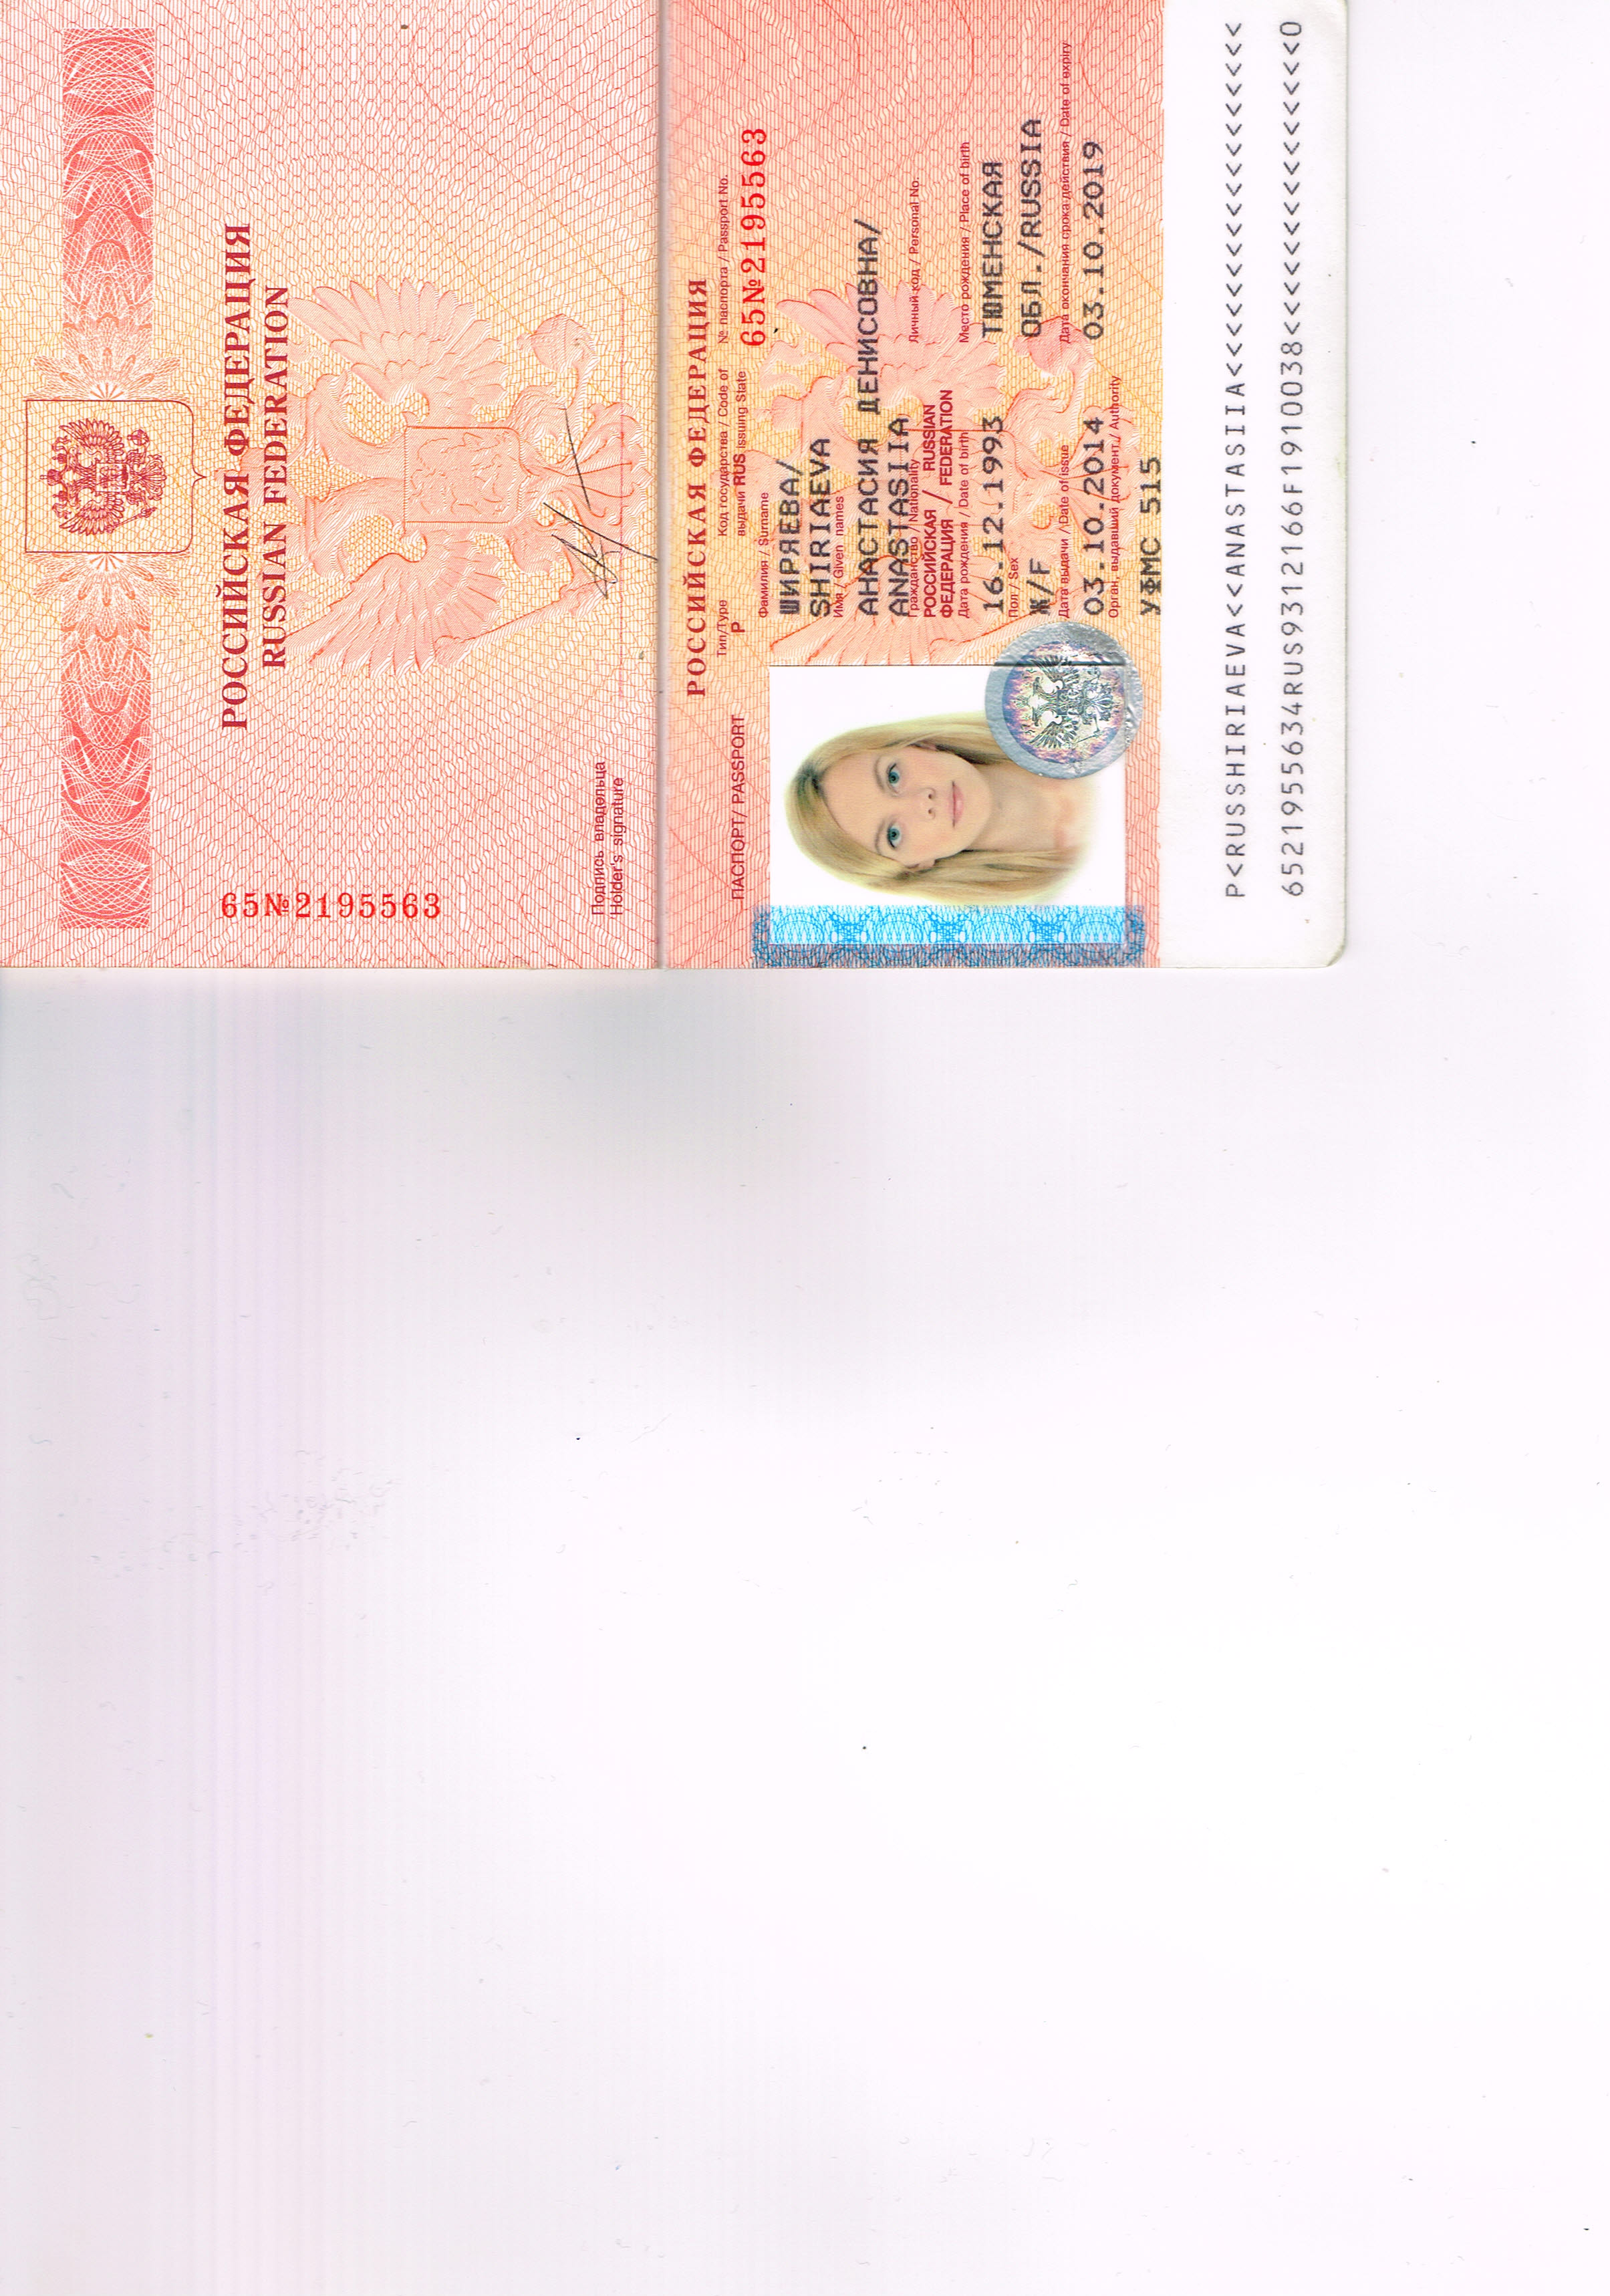 РОССИЙСКАЯ ФЕДЕРАЦИЯ
RUSSIAN FEDERATION
65№2195563
Подпись владельца
Holder's signature
РОССИЙСКАЯ ФЕДЕРАЦИЯ
ПАСПОРТ/ PASSPORT
Тип/Type
P
Код государства / Code of
выдачи RUS issuing State
№ паспорта / Passport No.
65№2195563
Фамилия / Surname
ШИРЯЕВА/
SHIRIAEVA
Имя / Given names
АНАСТАСИЯ ДЕНИСОВНА/
ANASTASIIA
Гражданство / Nationality
РОССИЙСКАЯ / RUSSIAN
ФЕДЕРАЦИЯ / FEDERATION
Личный код / Personal No.
Дата рождения / Date of birth
16.12.1993
Место рождения / Place of birth
ТЮМЕНСКАЯ
Пол / Sex
Ж/F
ОБЛ./RUSSIA
Дата выдачи / Date of issue
03.10.2014
Дата окончания срока действия / Date of expiry
03.10.2019
Орган, выдавший документ / Authority
УФМС 515
P<RUSSHIRIAEVA<<ANASTASIIA<<<<<<<<<<<<<<<<<<
6521955634RUS9312166F1910038<<<<<<<<<<<<<<<0